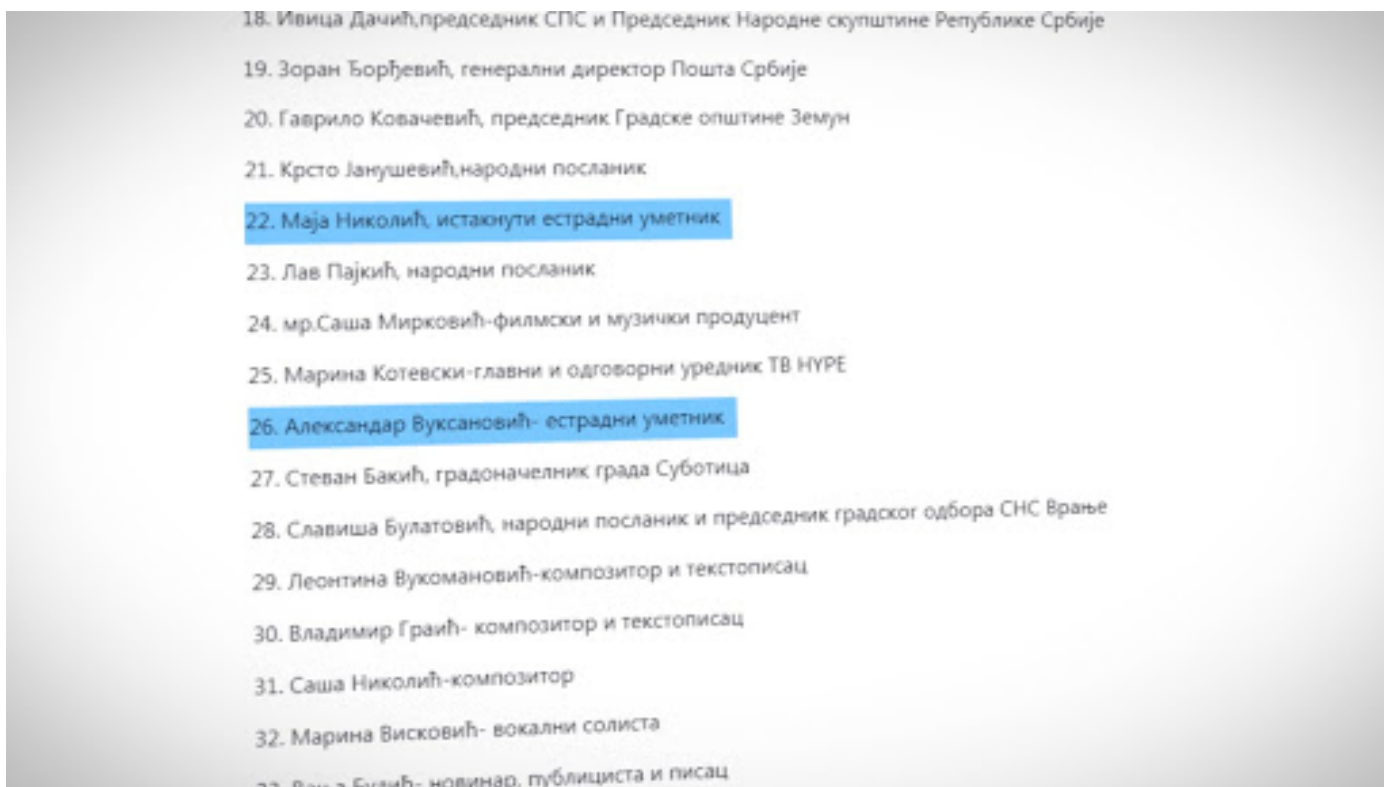 18. Ивица Дачић,председник СПС и Председник Народне скупштине Републике Србије
19. Зоран Ђорђевић, генерални директор Пошта Србије
20. Гаврило Ковачевић, председник Градске општине Земун
21. Крсто Јанушевић,народни посланик
22. Маја Николић, истакнути естрадни уметник
23. Лав Пајкић, народни посланик
24. мр.Саша Мирковић-филмски и музички продуцент
25. Марина Котевски-главни и одговорни уредник ТВ HYPE
26. Александар Вуксановић- естрадни уметник
27. Стеван Бакић, градоначелник града Суботица
28. Славиша Булатовић, народни посланик и председник градског одбора СНС Врање
29. Леонтина Вукомановић-композитор и текстописац
30. Владимир Граић- композитор и текстописац
31. Саша Николић-композитор
32. Марина Висковић- вокални солиста
новинар, публициста и писац